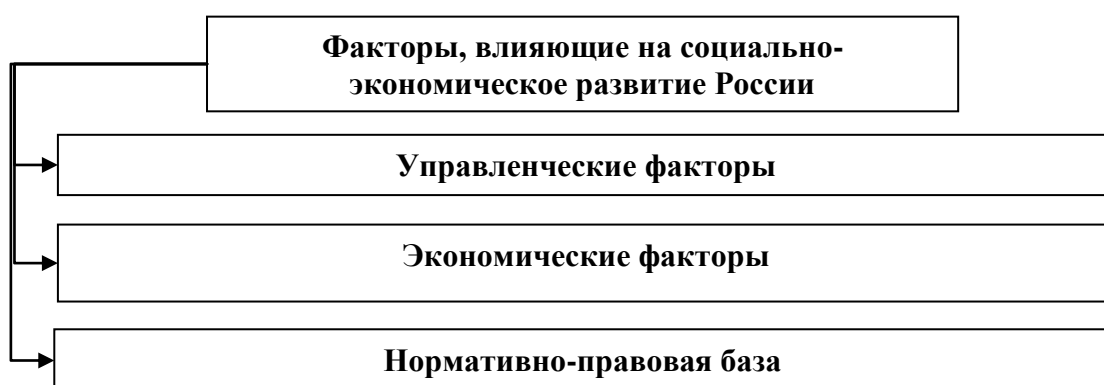 Факторы, влияющие на социально-
экономическое развитие России
Управленческие факторы
Экономические факторы
Нормативно-правовая база